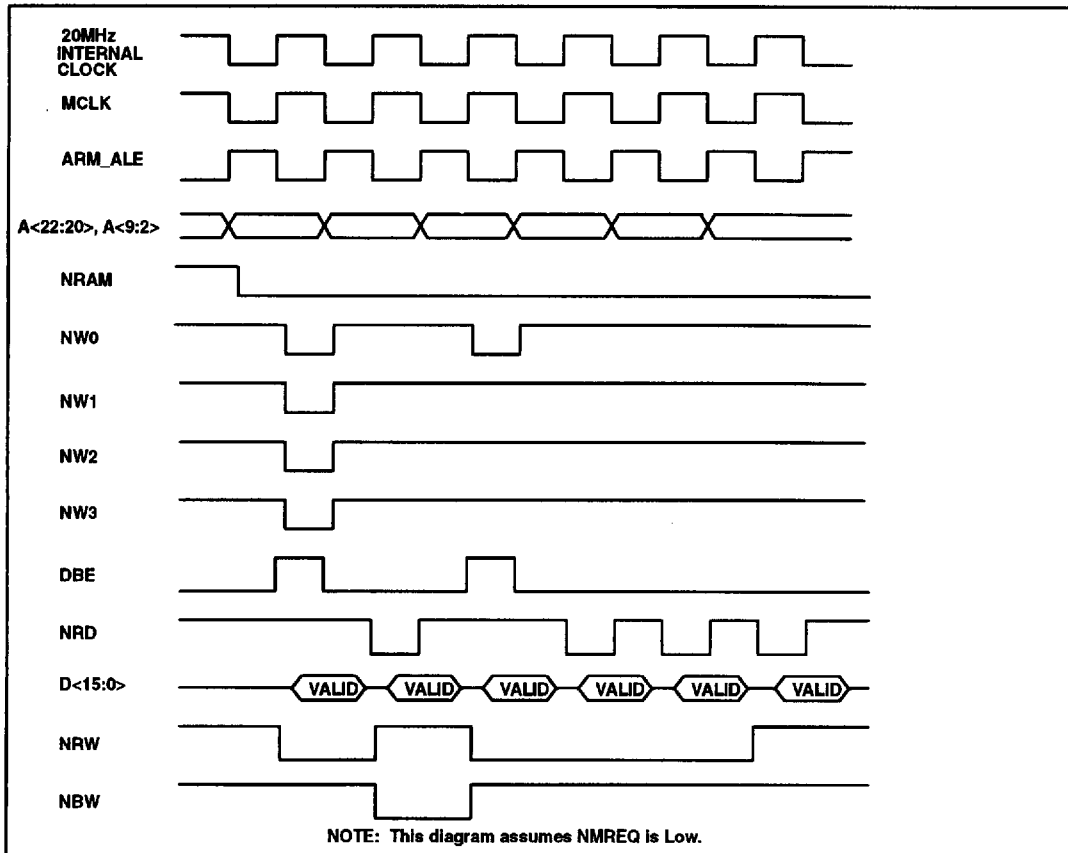 20MHz
INTERNAL
CLOCK
MCLK
ARM_ALE
A<22:20>, A<9:2>
NRAM
NW0
NW1
NW2
NW3
DBE
NRD
D<15:0>
VALID VALID VALID VALID VALID VALID
NRW
NBW
NOTE: This diagram assumes NMREQ is Low.